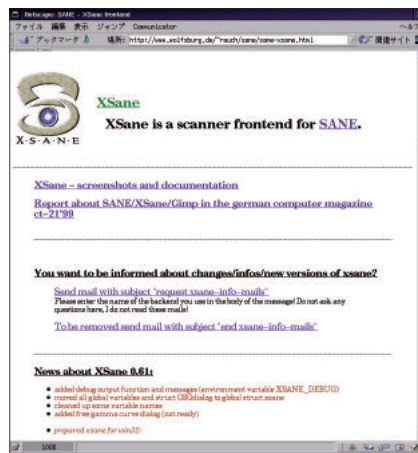 Netscape: SANE - XSane frontend
ファイル 編集 表示 ジャンプ Communicator ヘルプ
ブックマーク 場所: http://www.wolfsburg.de/~rauch/sane/sane-xsane.html 関連サイト
XSane
XSane is a scanner frontend for SANE.
X-S-A-N-E
XSane – screenshots and documentation
Report about SANE/XSane/Gimp in the german computer magazine
ct-21'99
You want to be informed about changes/infos/new versions of xsane?
Send mail with subject "request xsane-info-mails"
Please enter the name of the backend you use in the body of the message! Do not ask any
questions here, I do not read these mails!
To be removed send mail with subject "end xsane-info-mails"
News about XSane 0.61:
added debug output function and messages (environment variable XSANE_DEBUG)
moved all global variables and struct GSGdialog to global struct xsane
cleaned up some variable names
added free gamma curve dialog (not ready)
prepared xsane for win32:
100%